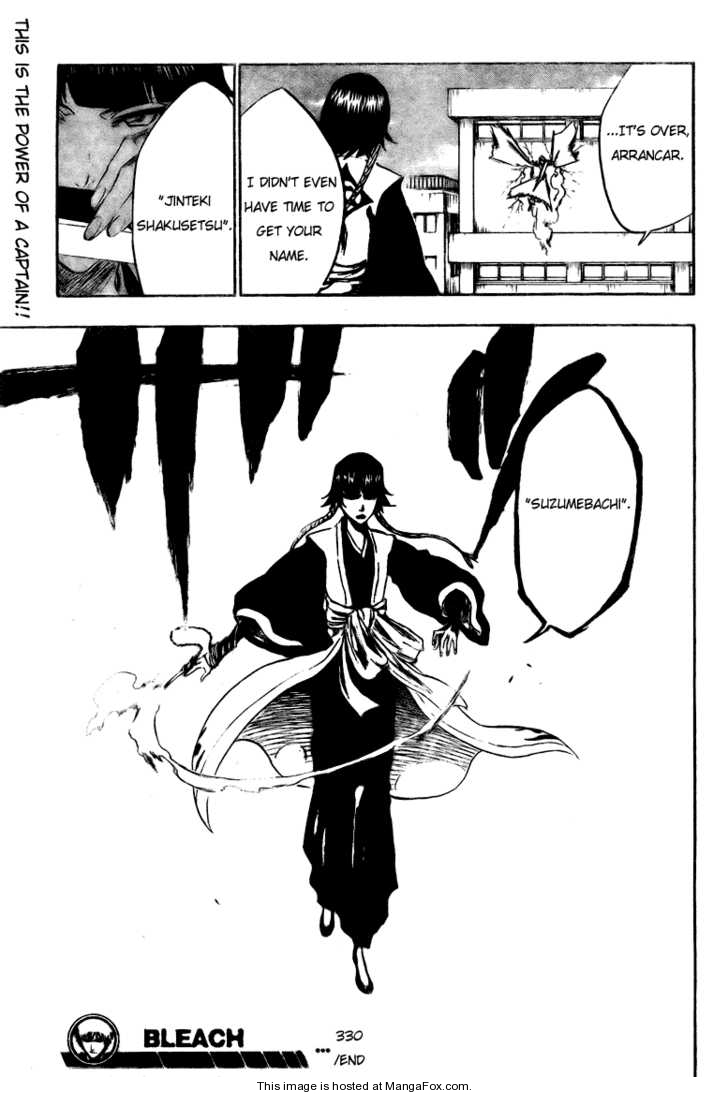 ...IT'S OVER,
ARRANCAR.
I DIDN'T EVEN
HAVE TIME TO
GET YOUR
NAME.
"JINTEKI
SHAKUSETSU".
THIS IS THE POWER OF A CAPTAIN!!
"SUZUMEBACHI".
BLEACH
...
330
/END
This image is hosted at MangaFox.com.